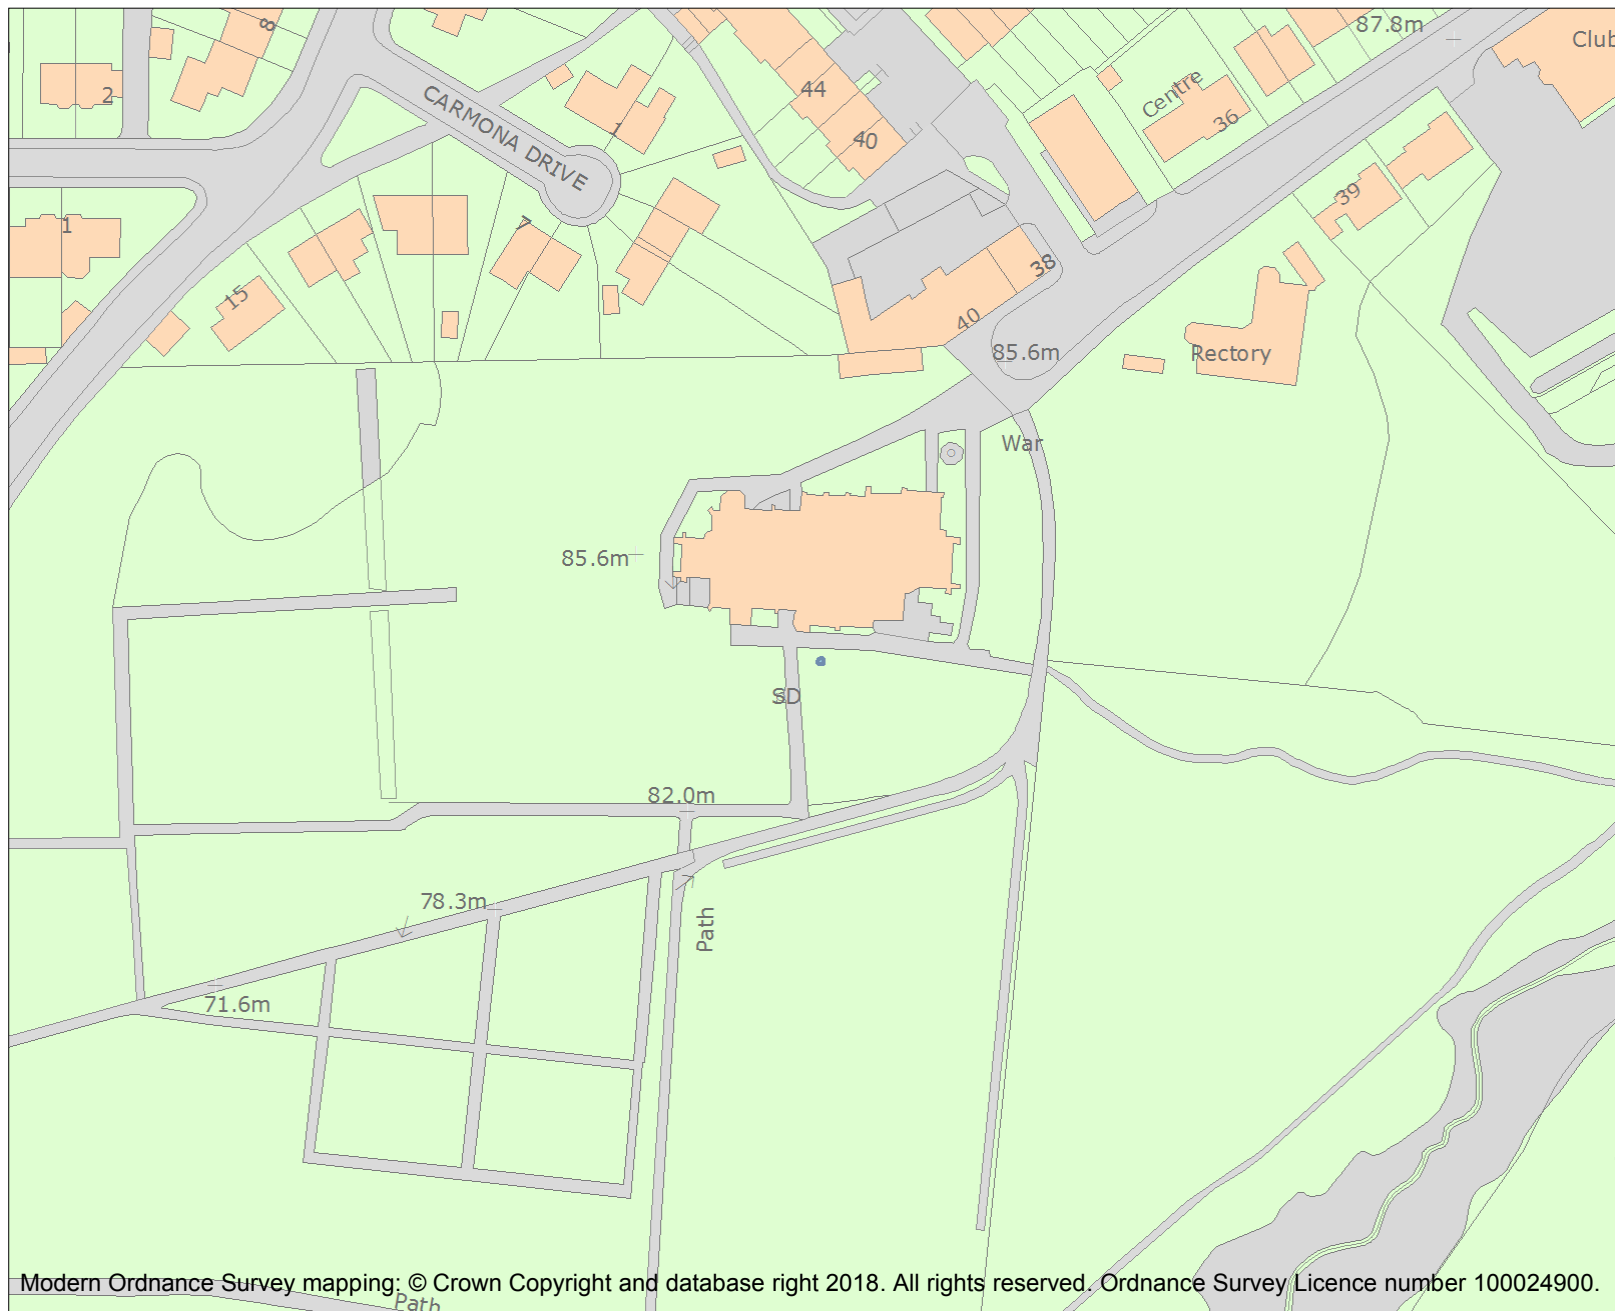 8
87.8m
Club
2
CARMONA DRIVE
1
44
40
Centre
36
39
1
7
15
38
40
85.6m
Rectory
War
85.6m
SD
82.0m
78.3m
Path
71.6m
Modern Ordnance Survey mapping: © Crown Copyright and database right 2018. All rights reserved. Ordnance Survey Licence number 100024900.
Path